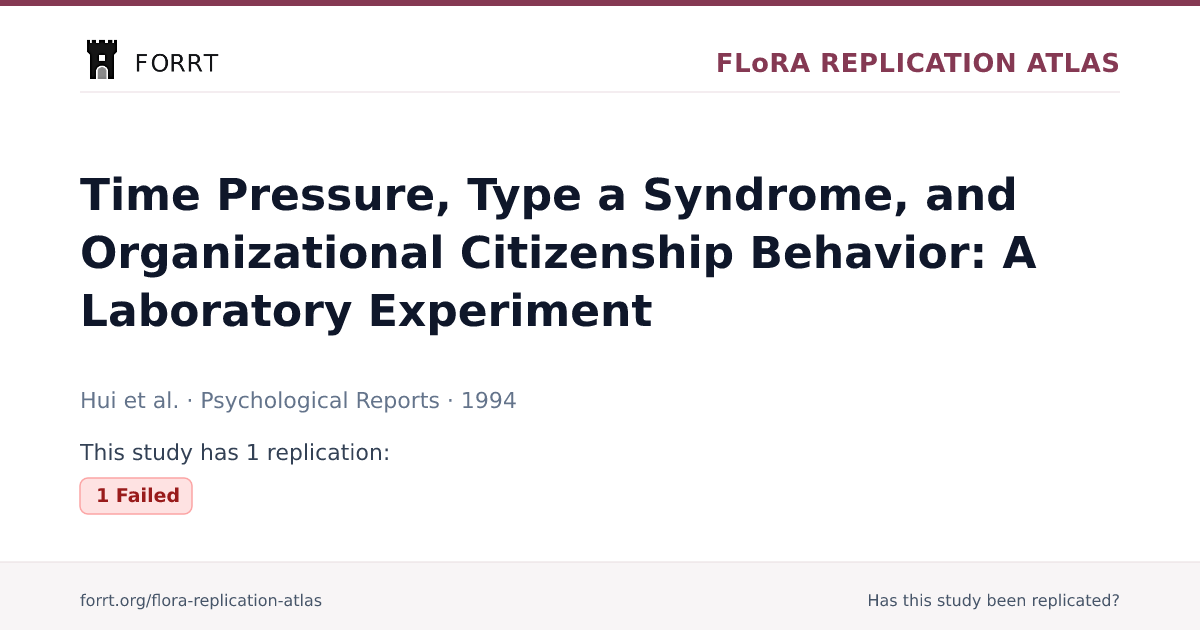 FORRT
FLoRA REPLICATION ATLAS
Time Pressure, Type a Syndrome, and
Organizational Citizenship Behavior: A
Laboratory Experiment
Hui et al. · Psychological Reports · 1994
This study has 1 replication:
1 Failed
forrt.org/flora-replication-atlas
Has this study been replicated?